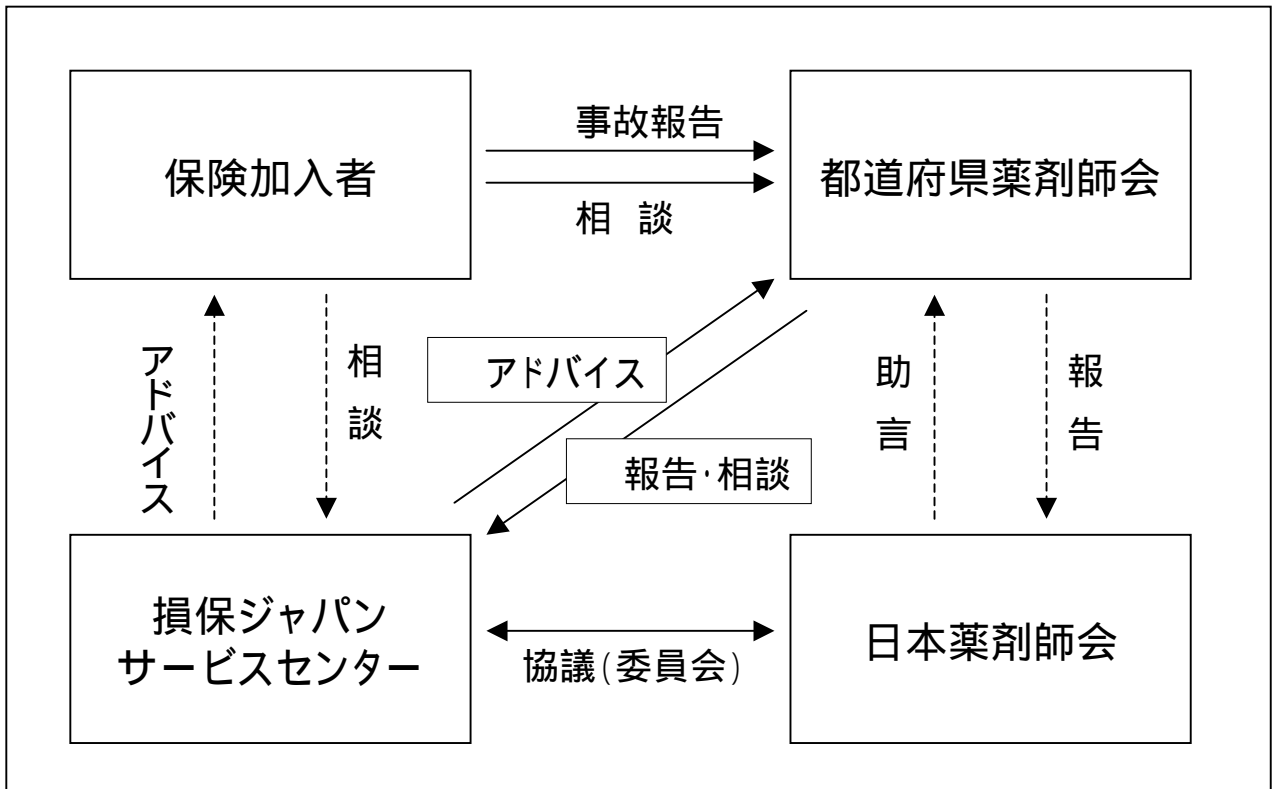 保険加入者
事故報告
相 談
都道府県薬剤師会
アドバイス
相談
アドバイス
報告・相談
助言
報告
損保ジャパン
サービスセンター
協議(委員会)
日本薬剤師会